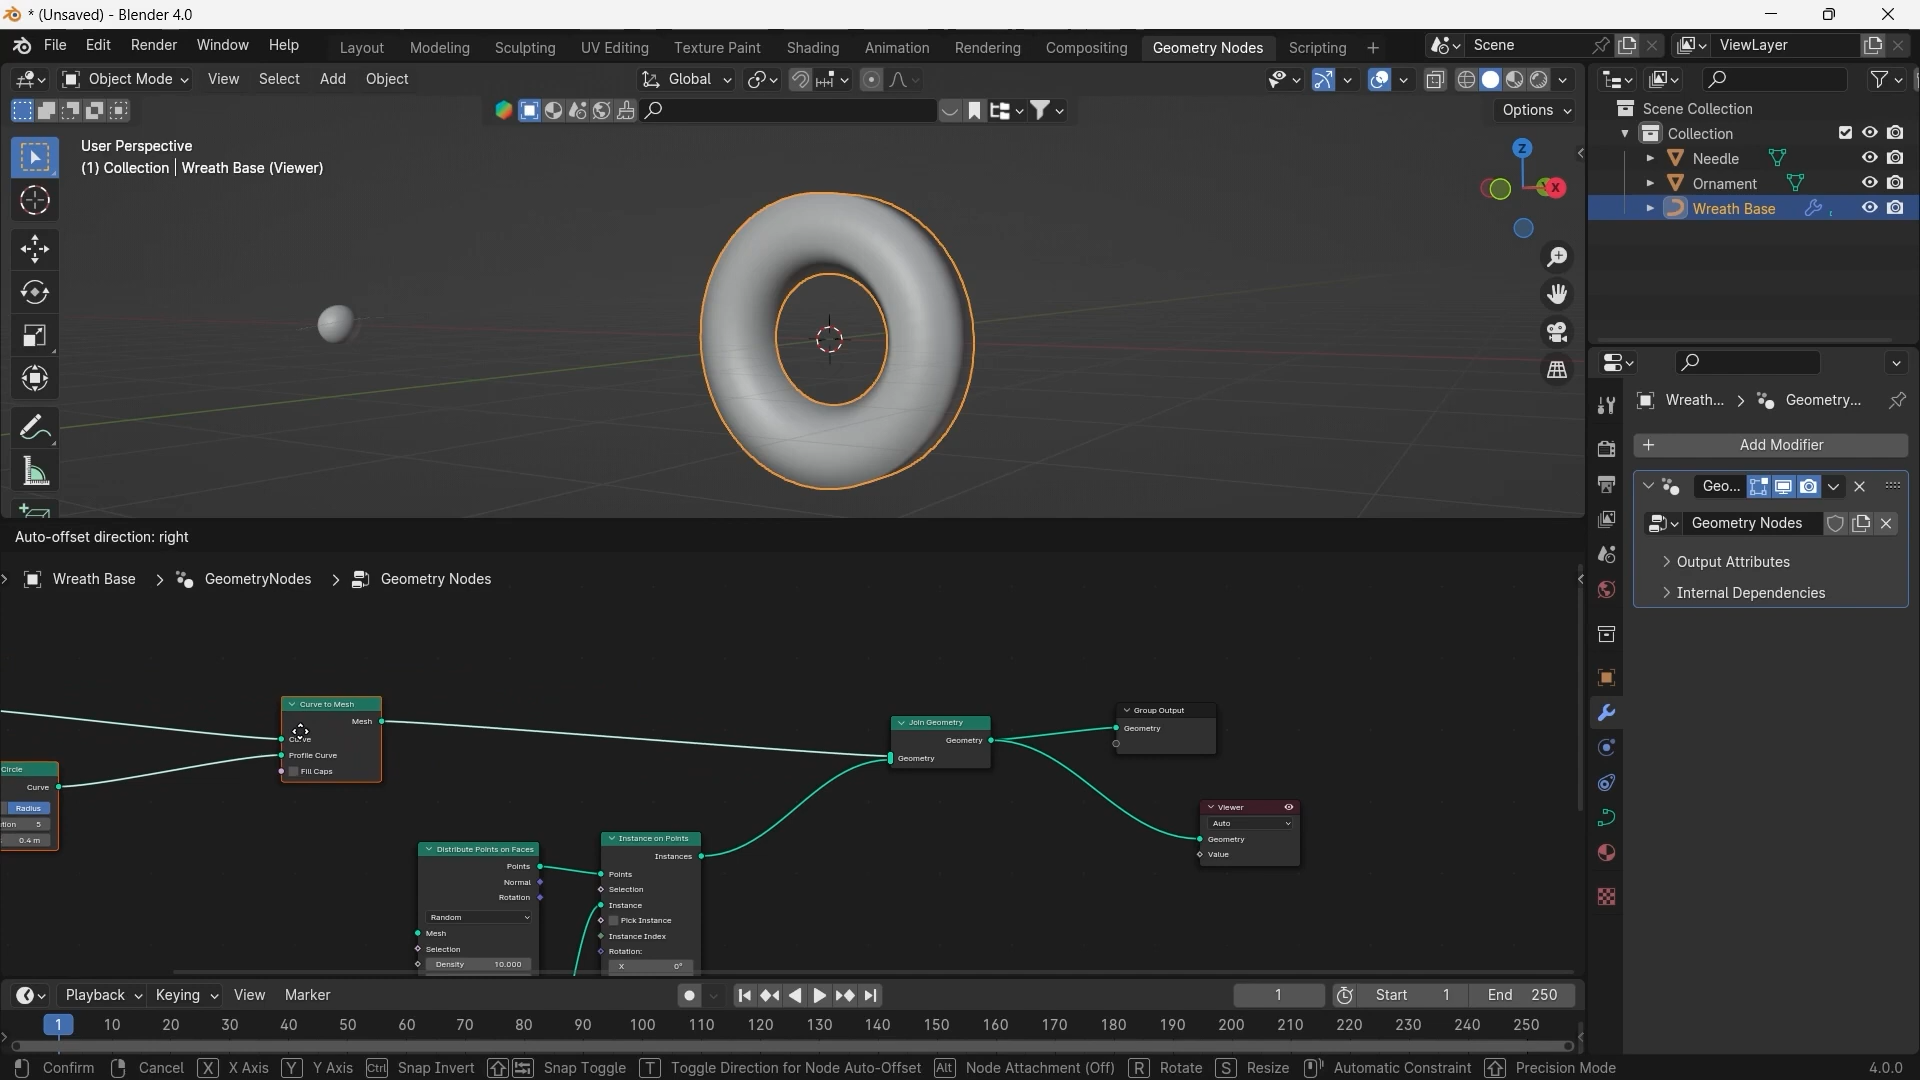 * (Unsaved) - Blender 4.0
File Edit Render Window Help
Layout Modeling Sculpting UV Editing Texture Paint Shading Animation Rendering Compositing Geometry Nodes Scripting +
Scene
ViewLayer
Object Mode View Select Add Object
Global
Options
User Perspective
(1) Collection | Wreath Base (Viewer)
Z
X
Scene Collection
Collection
Needle
Ornament
Wreath Base
Wreath... > Geometry...
+ Add Modifier
Geo...
Geometry Nodes
Output Attributes
Internal Dependencies
Auto-offset direction: right
Wreath Base > GeometryNodes > Geometry Nodes
Curve to Mesh
Mesh
Curve
Profile Curve
Fill Caps
Circle
Curve
Radius
5
0.4 m
Join Geometry
Geometry
Geometry
Group Output
Geometry
Viewer
Auto
Geometry
Value
Distribute Points on Faces
Points
Normal
Rotation
Random
Mesh
Selection
Density 10.000
Instance on Points
Instances
Points
Selection
Instance
Pick Instance
Instance Index
Rotation:
X 0°
Playback Keying View Marker
1 Start 1 End 250
1 10 20 30 40 50 60 70 80 90 100 110 120 130 140 150 160 170 180 190 200 210 220 230 240 250
Confirm Cancel X X Axis Y Y Axis Ctrl Snap Invert Snap Toggle T Toggle Direction for Node Auto-Offset Alt Node Attachment (Off) R Rotate S Resize Automatic Constraint Precision Mode 4.0.0